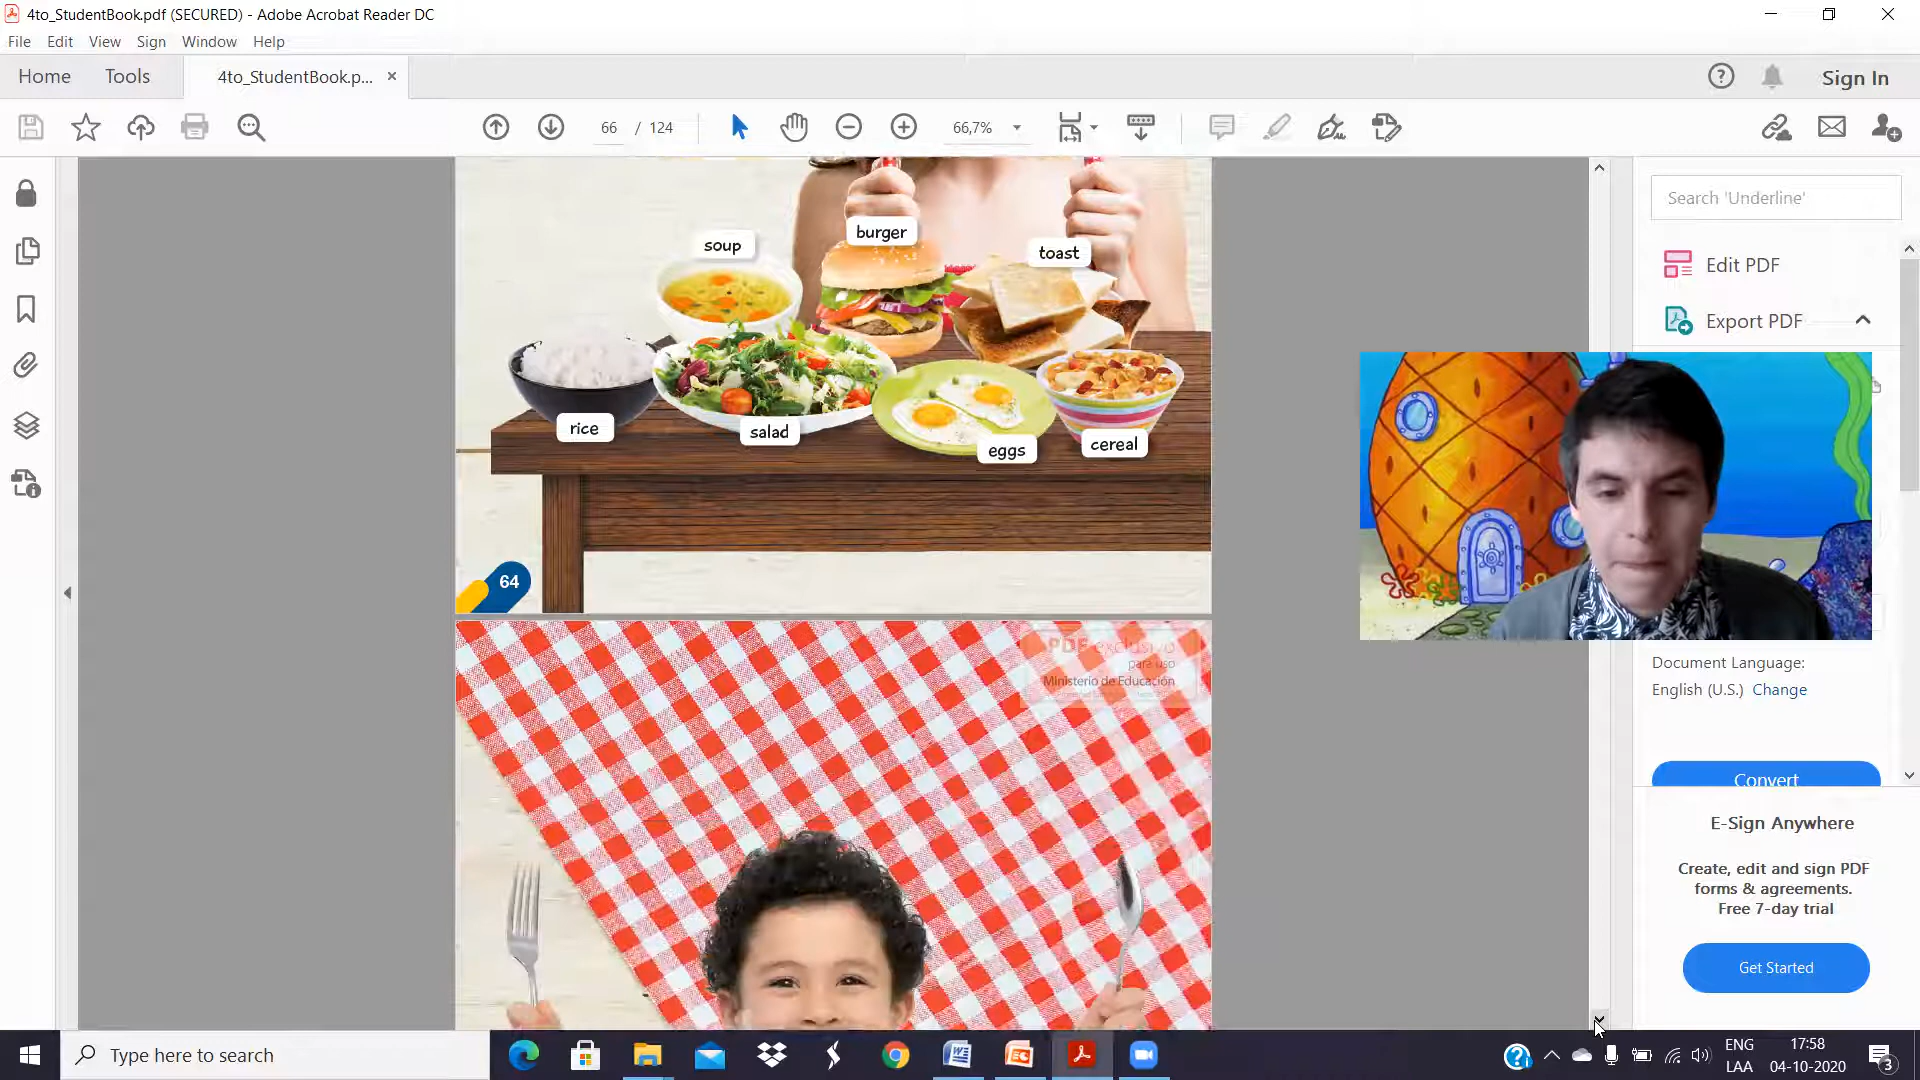 4to_StudentBook.pdf (SECURED) - Adobe Acrobat Reader DC
File Edit View Sign Window Help
Home Tools 4to_StudentBook.p... ×
Sign In
66 / 124
66,7%
Search 'Underline'
Edit PDF
Export PDF
soup
burger
toast
rice
salad
eggs
cereal
64
PDF exclusivo
para uso
Ministerio de Educación
Document Language:
English (U.S.) Change
Convert
E-Sign Anywhere
Create, edit and sign PDF
forms & agreements.
Free 7-day trial
Get Started
Type here to search
ENG
LAA
17:58
04-10-2020
3